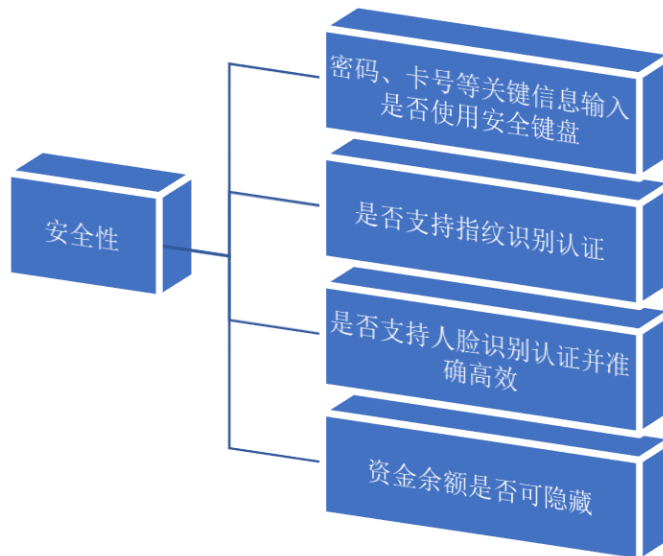 安全性
密码、卡号等关键信息输入
是否使用安全键盘
是否支持指纹识别认证
是否支持人脸识别认证并准
确高效
资金余额是否可隐藏